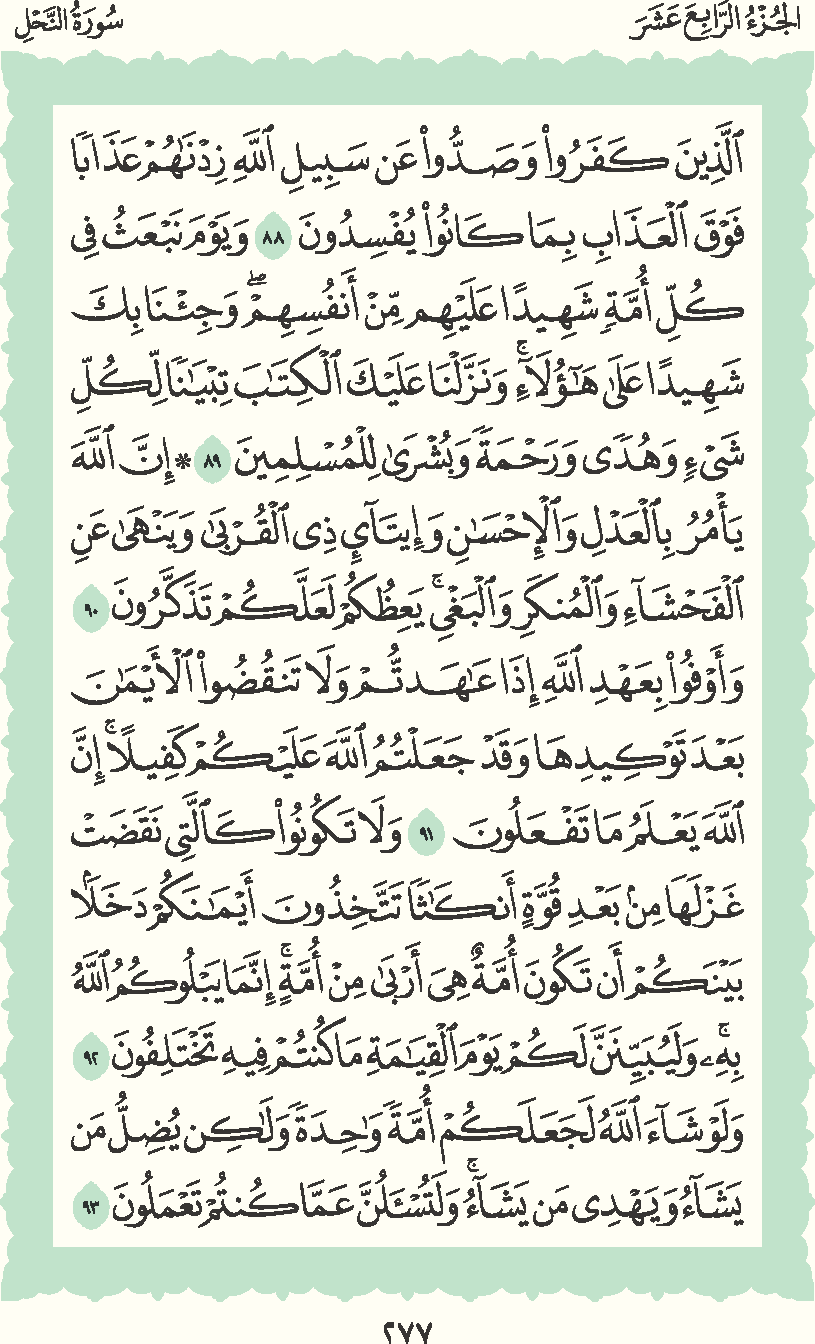 الجُزْءُ الرَّابِعَ عَشَرَ سُورَةُ النَّحْلِ
ٱلَّذِينَ كَفَرُوا۟ وَصَدُّوا۟ عَن سَبِيلِ ٱللَّهِ زِدْنَٰهُمْ عَذَابًا
فَوْقَ ٱلْعَذَابِ بِمَا كَانُوا۟ يُفْسِدُونَ ٨٨ وَيَوْمَ نَبْعَثُ فِى
كُلِّ أُمَّةٍ شَهِيدًا عَلَيْهِم مِّنْ أَنفُسِهِمْ ۖ وَجِئْنَا بِكَ
شَهِيدًا عَلَىٰ هَٰٓؤُلَآءِ ۚ وَنَزَّلْنَا عَلَيْكَ ٱلْكِتَٰبَ تِبْيَٰنًا لِّكُلِّ
شَىْءٍ وَهُدًى وَرَحْمَةً وَبُشْرَىٰ لِلْمُسْلِمِينَ ٨٩ * إِنَّ ٱللَّهَ
يَأْمُرُ بِٱلْعَدْلِ وَٱلْإِحْسَٰنِ وَإِيتَآئِ ذِى ٱلْقُرْبَىٰ وَيَنْهَىٰ عَنِ
ٱلْفَحْشَآءِ وَٱلْمُنكَرِ وَٱلْبَغْىِ ۚ يَعِظُكُمْ لَعَلَّكُمْ تَذَكَّرُونَ ٩٠
وَأَوْفُوا۟ بِعَهْدِ ٱللَّهِ إِذَا عَٰهَدتُّمْ وَلَا تَنقُضُوا۟ ٱلْأَيْمَٰنَ
بَعْدَ تَوْكِيدِهَا وَقَدْ جَعَلْتُمُ ٱللَّهَ عَلَيْكُمْ كَفِيلًا ۚ إِنَّ
ٱللَّهَ يَعْلَمُ مَا تَفْعَلُونَ ٩١ وَلَا تَكُونُوا۟ كَٱلَّتِى نَقَضَتْ
غَزْلَهَا مِنۢ بَعْدِ قُوَّةٍ أَنكَٰثًا تَتَّخِذُونَ أَيْمَٰنَكُمْ دَخَلًۢا
بَيْنَكُمْ أَن تَكُونَ أُمَّةٌ هِىَ أَرْبَىٰ مِنْ أُمَّةٍ ۚ إِنَّمَا يَبْلُوكُمُ ٱللَّهُ
بِهِۦ ۚ وَلَيُبَيِّنَنَّ لَكُمْ يَوْمَ ٱلْقِيَٰمَةِ مَا كُنتُمْ فِيهِ تَخْتَلِفُونَ ٩٢
وَلَوْ شَآءَ ٱللَّهُ لَجَعَلَكُمْ أُمَّةً وَٰحِدَةً وَلَٰكِن يُضِلُّ مَن
يَشَآءُ وَيَهْدِى مَن يَشَآءُ ۚ وَلَتُسْـَٔلُنَّ عَمَّا كُنتُمْ تَعْمَلُونَ ٩٣
٢٧٧